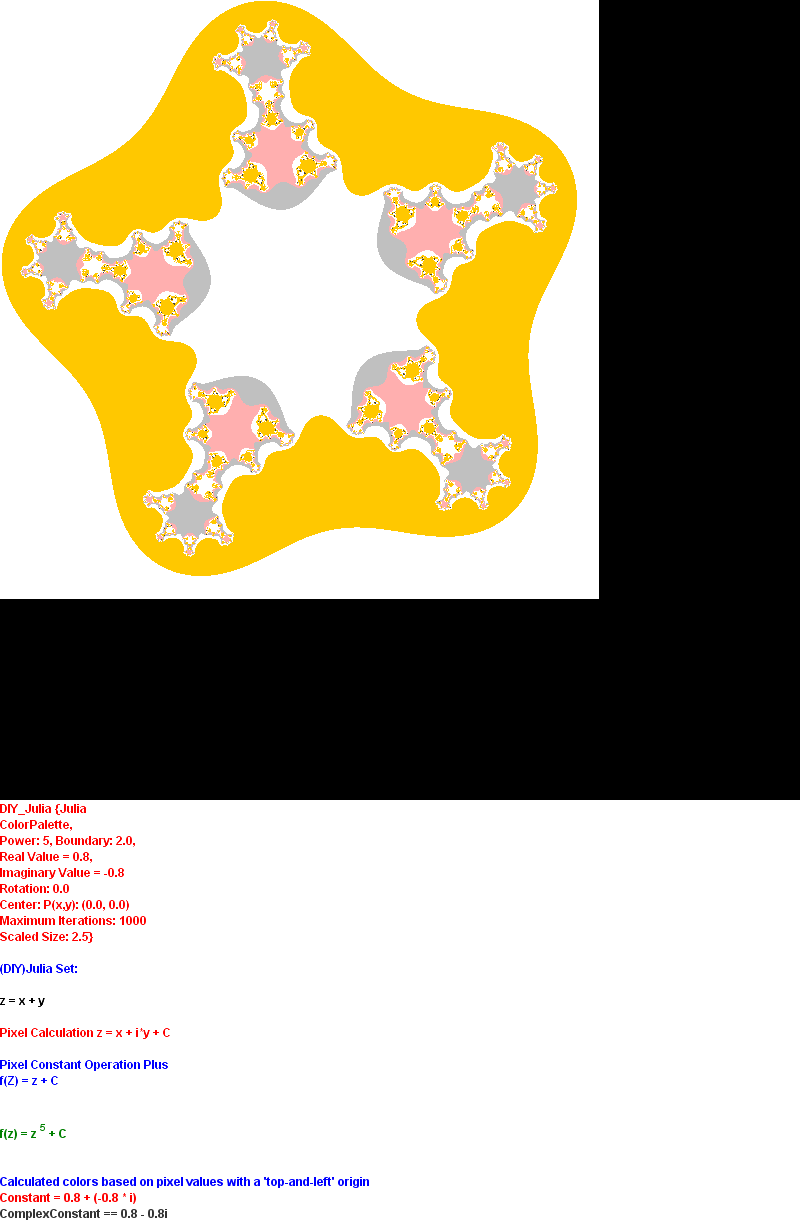 DIY_Julia {Julia
ColorPalette,
Power: 5, Boundary: 2.0,
Real Value = 0.8,
Imaginary Value = -0.8
Rotation: 0.0
Center: P(x,y): (0.0, 0.0)
Maximum Iterations: 1000
Scaled Size: 2.5}
(DIY)Julia Set:
z = x + y
Pixel Calculation z = x + i*y + C
Pixel Constant Operation Plus
f(Z) = z + C
f(z) = z 5 + C
Calculated colors based on pixel values with a 'top-and-left' origin
Constant = 0.8 + (-0.8 * i)
ComplexConstant == 0.8 - 0.8i